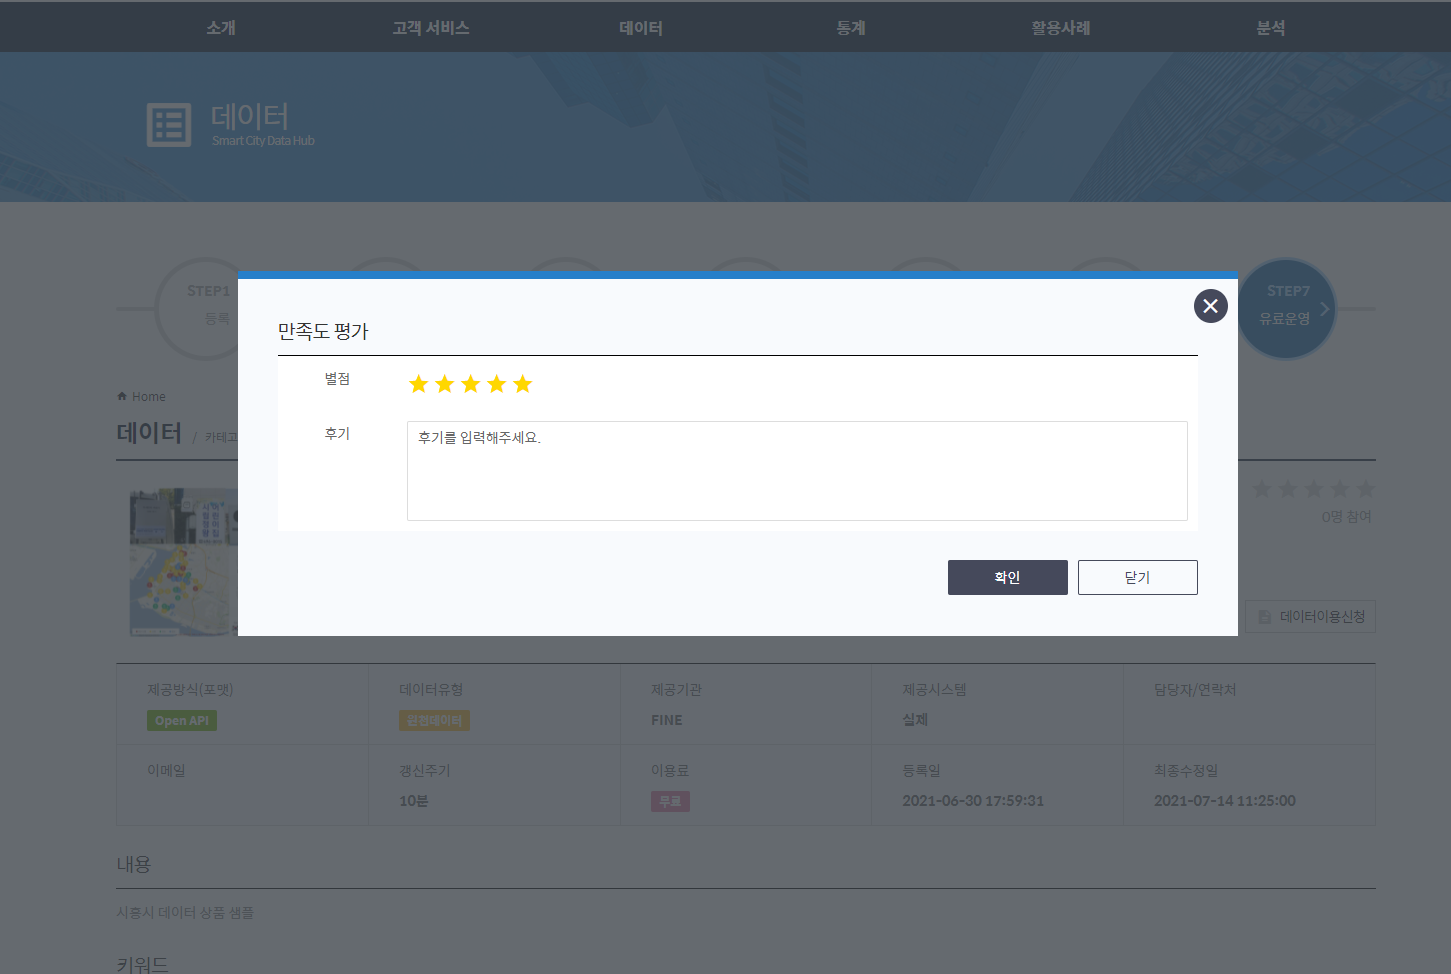 소개 고객 서비스 데이터 통계 활용사례 분석
데이터
Smart City Data Hub
STEP1
등록
STEP7
유료운영
만족도 평가
별점
후기
후기를 입력해주세요.
확인 닫기
Home
데이터 / 카테고
0명 참여
데이터이용신청
제공방식(포맷) 데이터유형 제공기관 제공시스템 담당자/연락처
Open API 원천데이터 FINE 실제
이메일 갱신주기 이용료 등록일 최종수정일
10분 무료 2021-06-30 17:59:31 2021-07-14 11:25:00
내용
시흥시 데이터 상품 샘플
키워드